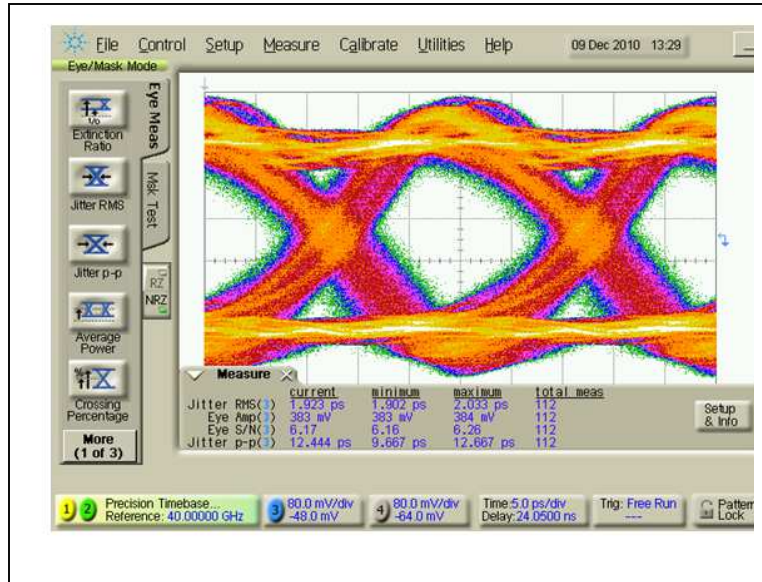 File Control Setup Measure Calibrate Utilities Help 09 Dec 2010 13:29
Eye/Mask Mode
Eye Meas
Msk Test
Extinction
Ratio
Jitter RMS
Jitter p-p
RZ
NRZ
Average
Power
Crossing
Percentage
More
(1 of 3)
Measure
current minimum maximum total meas
Jitter RMS(3) 1.923 ps 1.902 ps 2.033 ps 112
Eye Amp(3) 383 mV 383 mV 384 mV 112
Eye S/N(3) 6.17 6.16 6.26 112
Jitter p-p(3) 12.444 ps 9.667 ps 12.667 ps 112
Setup
& Info
1 2 Precision Timebase...
Reference: 40.00000 GHz
3 80.0 mV/div
-48.0 mV
4 80.0 mV/div
-64.0 mV
Time:5.0 ps/div
Delay:24.0500 ns
Trig: Free Run
---
Pattern
Lock